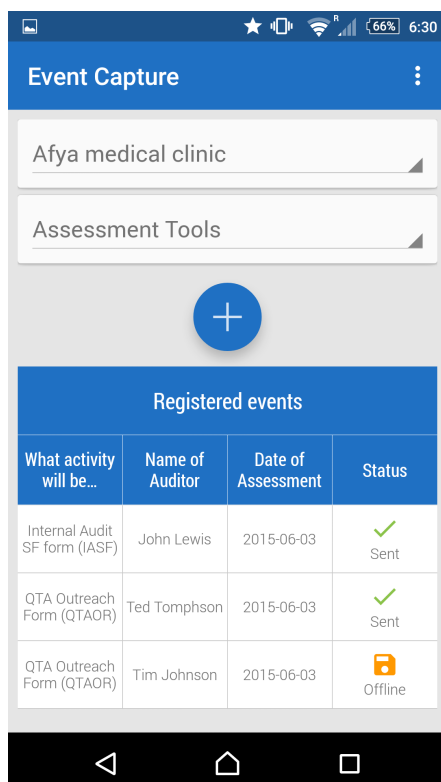 R
66% 6:30
Event Capture
Afya medical clinic
Assessment Tools
Registered events
What activity
will be...
Name of
Auditor
Date of
Assessment
Status
Internal Audit
SF form (IASF)
John Lewis
2015-06-03
Sent
QTA Outreach
Form (QTAOR)
Ted Tomphson
2015-06-03
Sent
QTA Outreach
Form (QTAOR)
Tim Johnson
2015-06-03
Offline